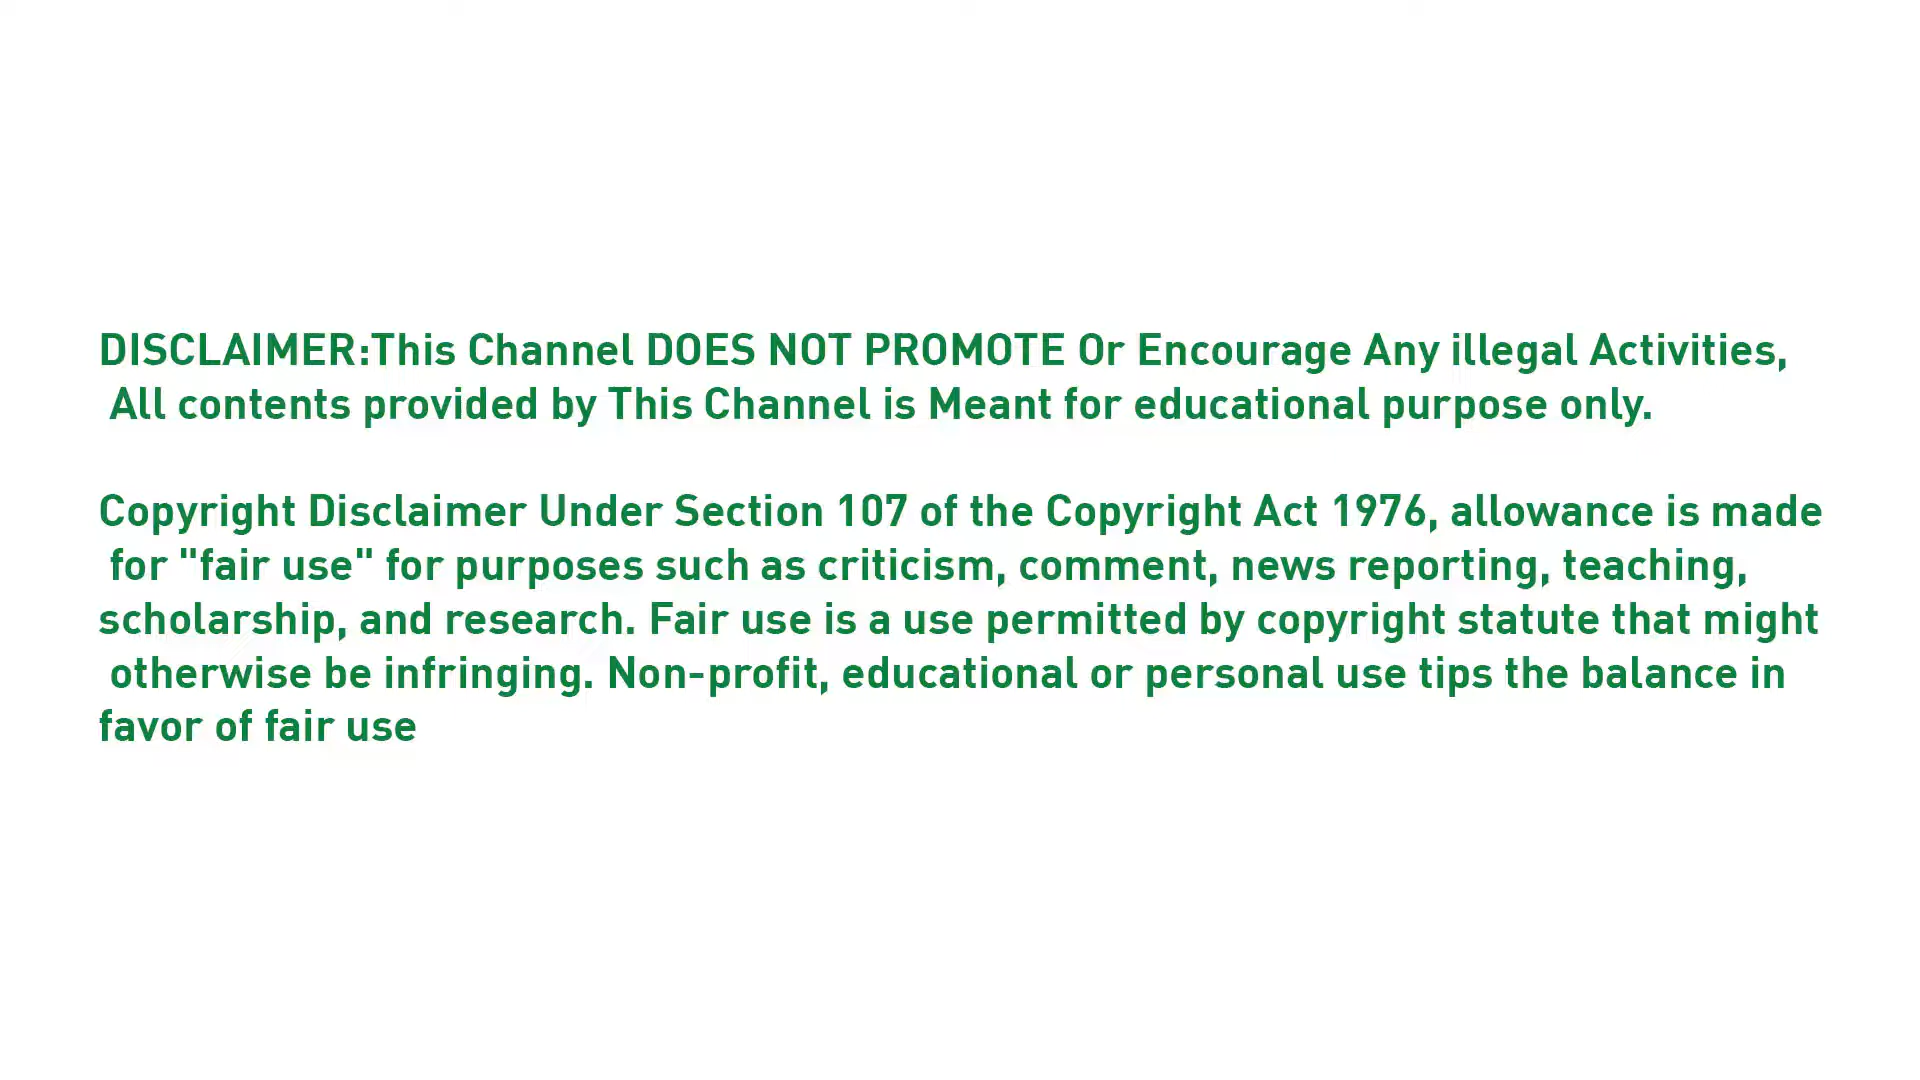 DISCLAIMER:This Channel DOES NOT PROMOTE Or Encourage Any illegal Activities,
All contents provided by This Channel is Meant for educational purpose only.
Copyright Disclaimer Under Section 107 of the Copyright Act 1976, allowance is made
for "fair use" for purposes such as criticism, comment, news reporting, teaching,
scholarship, and research. Fair use is a use permitted by copyright statute that might
otherwise be infringing. Non-profit, educational or personal use tips the balance in
favor of fair use